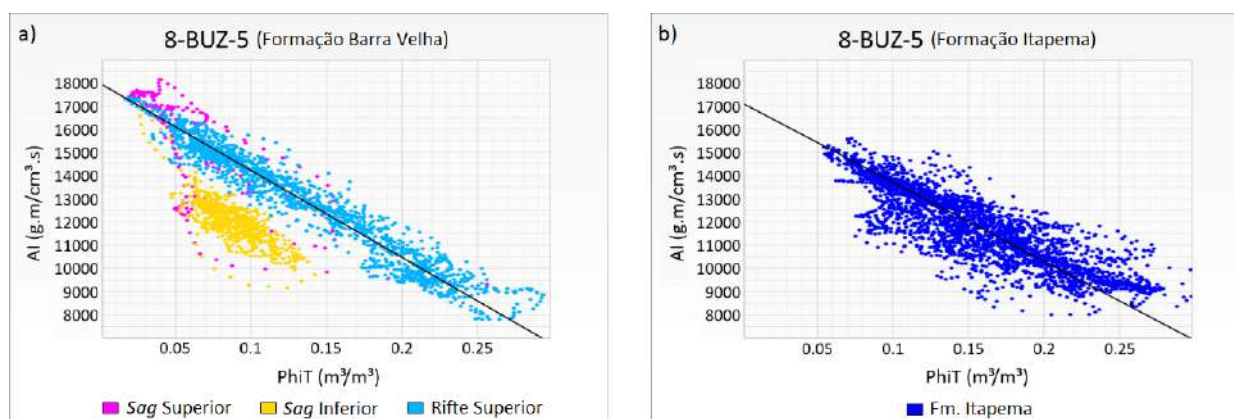 a)
8-BUZ-5 (Formação Barra Velha)
18000
17000
16000
15000
14000
13000
12000
11000
10000
9000
8000
AI (g.m/cm³.s)
0.05 0.1 0.15 0.2 0.25
PhiT (m³/m³)
Sag Superior Sag Inferior Rifte Superior
b)
8-BUZ-5 (Formação Itapema)
18000
17000
16000
15000
14000
13000
12000
11000
10000
9000
8000
AI (g.m/cm³.s)
0.05 0.1 0.15 0.2 0.25
PhiT (m³/m³)
Fm. Itapema